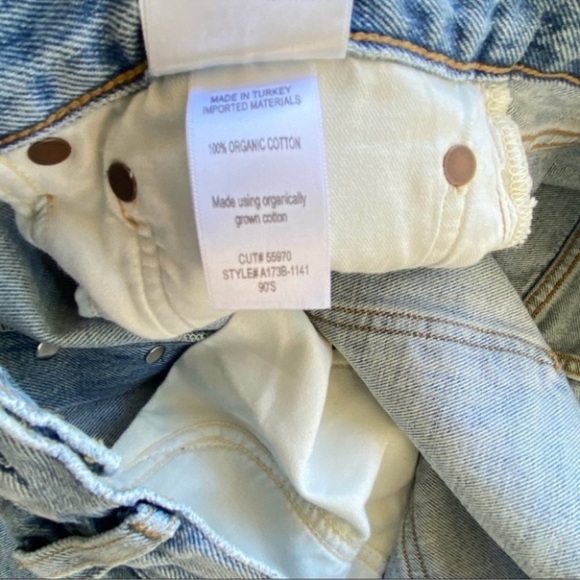 MADE IN TURKEY
IMPORTED MATERIALS
100% ORGANIC COTTON
Made using organically
grown cotton
CUT# 55970
STYLE# A173B-1141
90'S